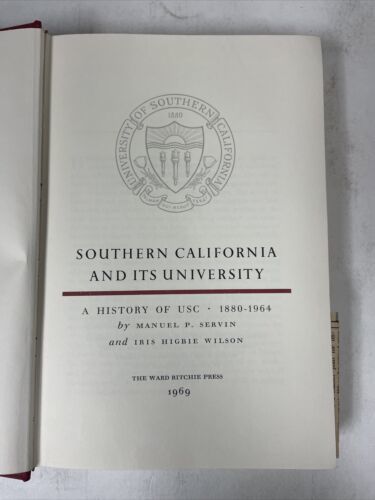 UNIVERSITY OF SOUTHERN CALIFORNIA
1880
SOUTHERN CALIFORNIA
AND ITS UNIVERSITY
A HISTORY OF USC · 1880-1964
by MANUEL P. SERVIN
and IRIS HIGBIE WILSON
THE WARD RITCHIE PRESS
1969